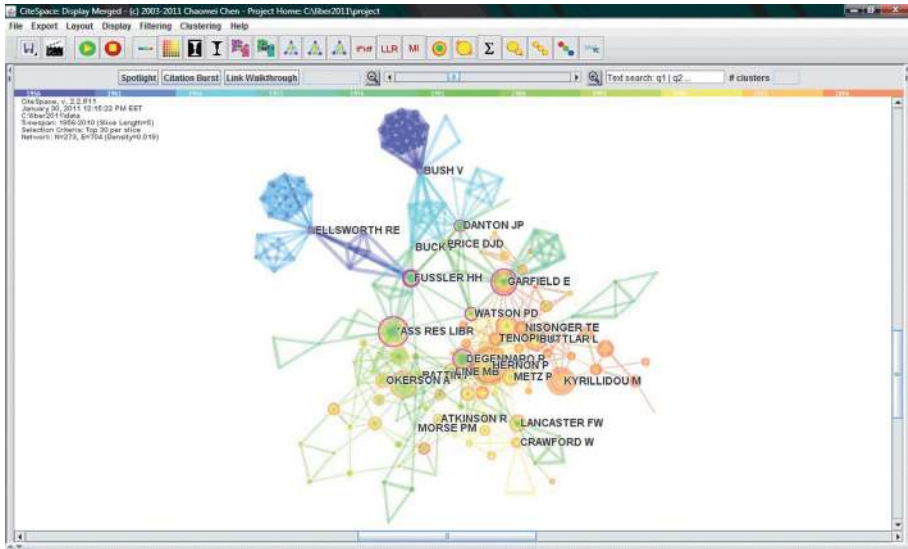 CiteSpace: Display Merged - (c) 2003-2011 Chaomei Chen - Project Home: C:\liber2011\project
File Export Layout Display Filtering Clustering Help
LLR MI Σ
Spotlight Citation Burst Link Walkthrough Text search: q1 | q2 ... # clusters
CiteSpace, v. 2.2.R11
January 30, 2011 12:15:22 PM EET
C:\liber2011\data
Timespan: 1956-2010 (Slice Length=5)
Selection Criteria: Top 30 per slice
Network: N=273, E=704 (Density=0.019)
BUSH V
DANTON JP
ELLSWORTH RE
BUCK
PRICE DJD
FUSSLER HH
GARFIELD E
WATSON PD
ASS RES LIBR
NISONGER TE
TENOPI
BUTTLAR L
DEGENNARO R
HERNON P
LINE MB
BATTIN
METZ P
OKERSON A
KYRILLIDOU M
ATKINSON R
LANCASTER FW
MORSE PM
CRAWFORD W